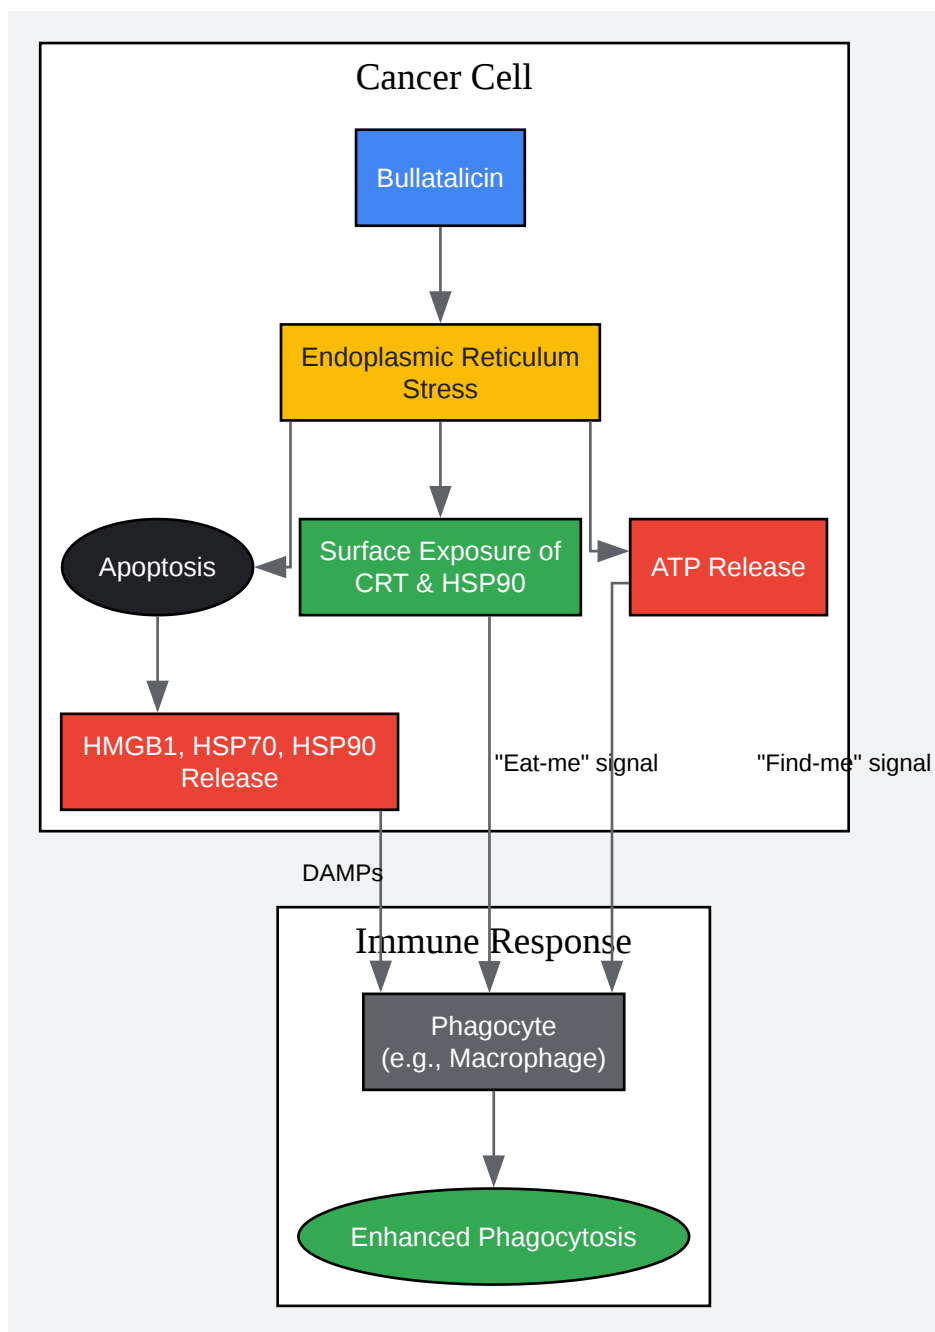 Cancer Cell
Bullatalicin
Endoplasmic Reticulum
Stress
Apoptosis
Surface Exposure of
CRT & HSP90
ATP Release
HMGB1, HSP70, HSP90
Release
"Eat-me" signal
"Find-me" signal
DAMPs
Immune Response
Phagocyte
(e.g., Macrophage)
Enhanced Phagocytosis